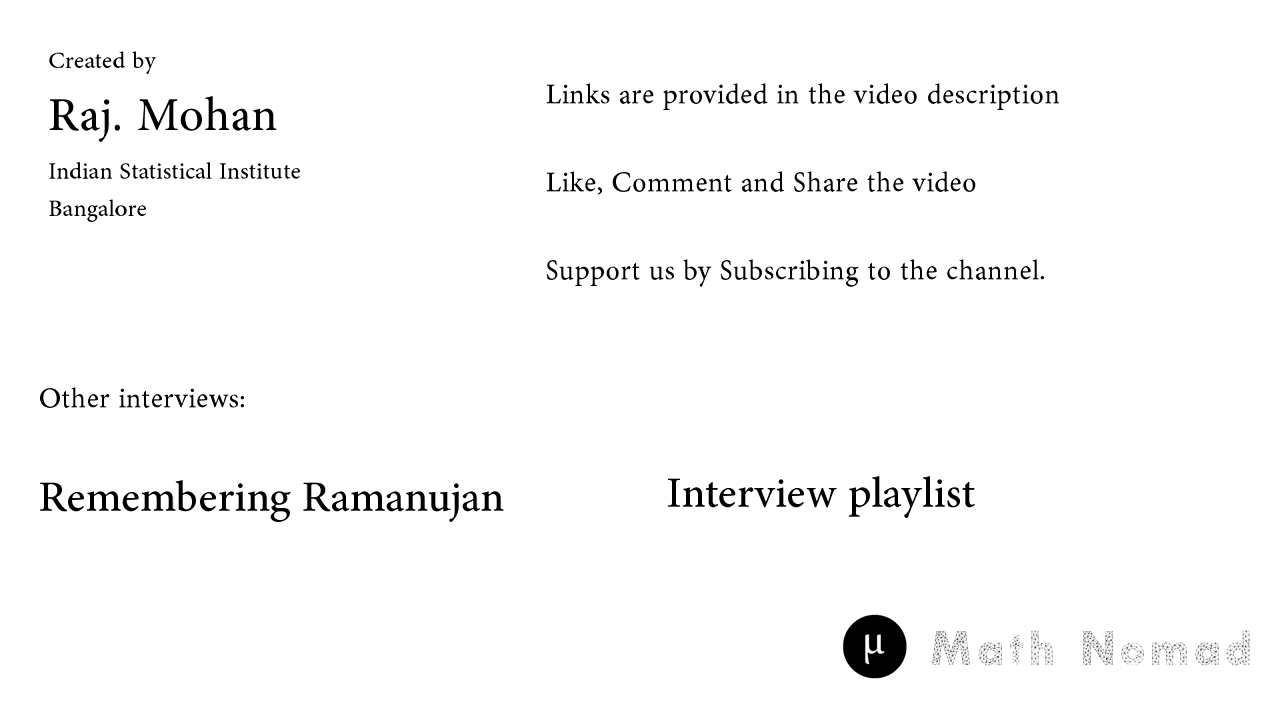 Created by
Raj. Mohan
Indian Statistical Institute
Bangalore
Links are provided in the video description
Like, Comment and Share the video
Support us by Subscribing to the channel.
Other interviews:
Remembering Ramanujan
Interview playlist
μ Math Nomad